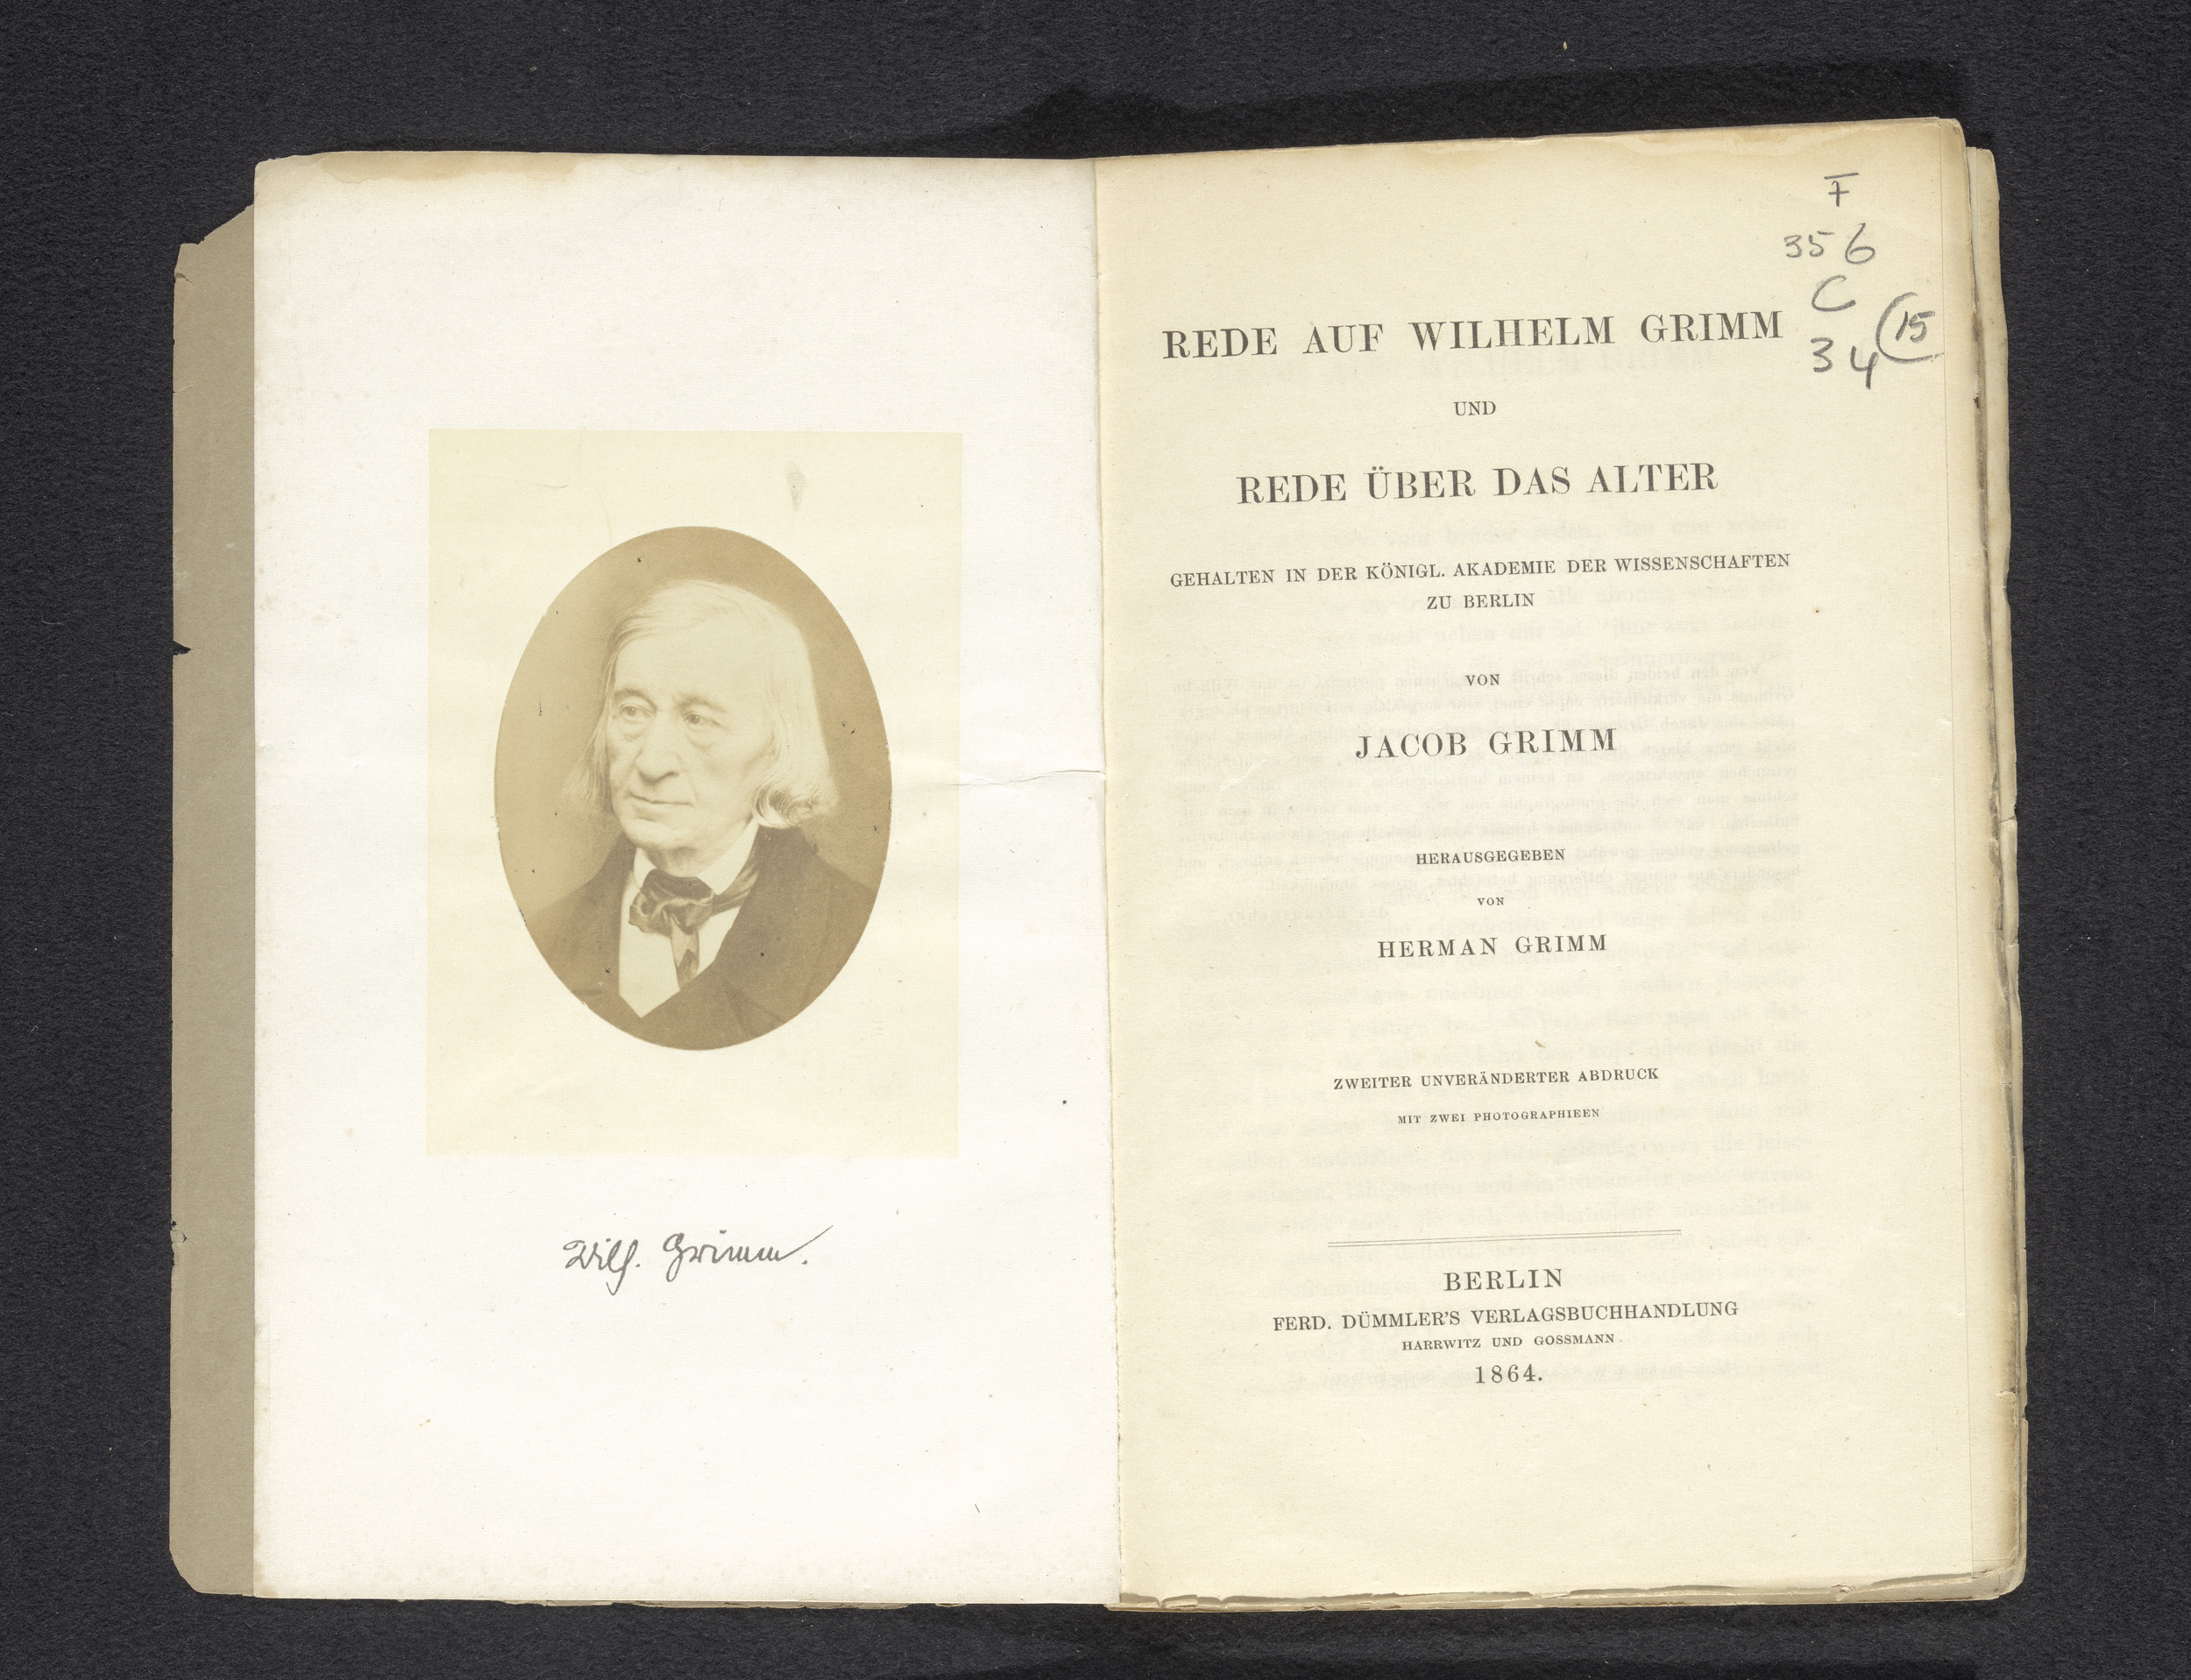 Wilh. Grimm.
F
356
C
34 (15
REDE AUF WILHELM GRIMM
UND
REDE ÜBER DAS ALTER
GEHALTEN IN DER KÖNIGL. AKADEMIE DER WISSENSCHAFTEN
ZU BERLIN
VON
JACOB GRIMM
HERAUSGEGEBEN
VON
HERMAN GRIMM
ZWEITER UNVERÄNDERTER ABDRUCK
MIT ZWEI PHOTOGRAPHIEEN
BERLIN
FERD. DÜMMLER'S VERLAGSBUCHHANDLUNG
HARRWITZ UND GOSSMANN
1864.